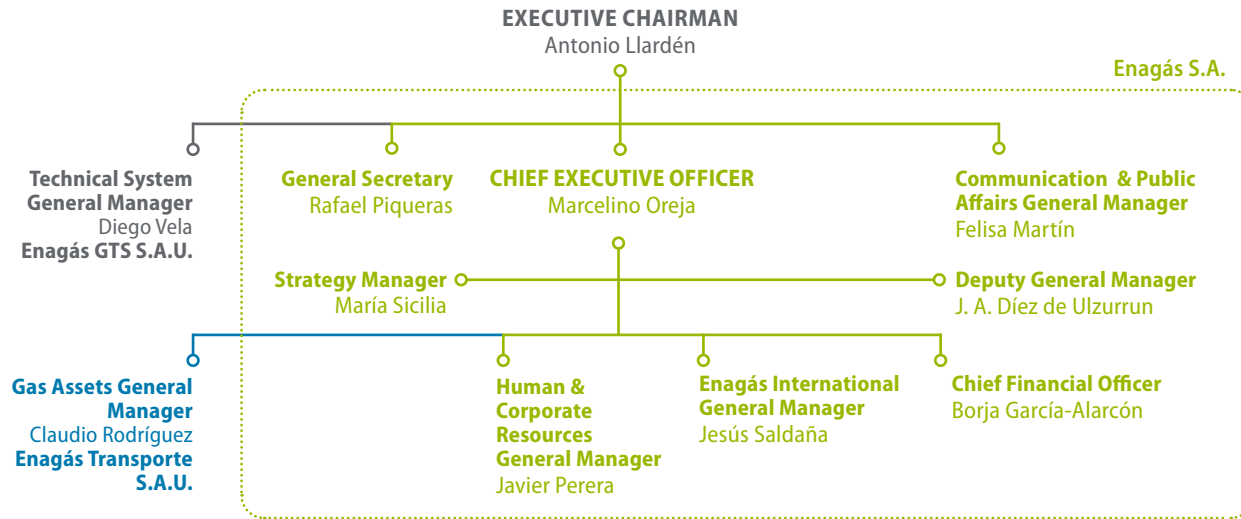 EXECUTIVE CHAIRMAN
Antonio Llardén
Enagás S.A.
Technical System
General Manager
Diego Vela
Enagás GTS S.A.U.
General Secretary
Rafael Piqueras
CHIEF EXECUTIVE OFFICER
Marcelino Oreja
Communication & Public
Affairs General Manager
Felisa Martín
Strategy Manager
María Sicilia
Deputy General Manager
J. A. Díez de Ulzurrun
Gas Assets General
Manager
Claudio Rodríguez
Enagás Transporte
S.A.U.
Human &
Corporate
Resources
General Manager
Javier Perera
Enagás International
General Manager
Jesús Saldaña
Chief Financial Officer
Borja García-Alarcón